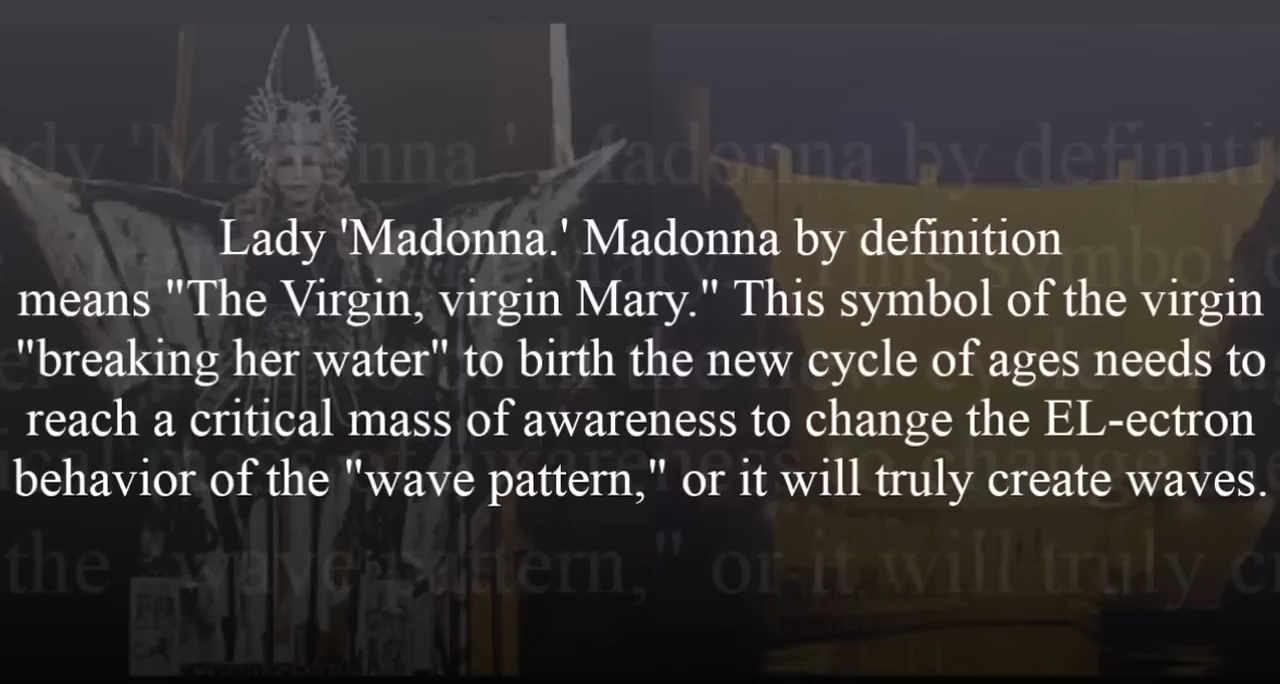 Lady 'Madonna.' Madonna by definition
means "The Virgin, virgin Mary." This symbol of the virgin
"breaking her water" to birth the new cycle of ages needs to
reach a critical mass of awareness to change the EL-ectron
behavior of the "wave pattern," or it will truly create waves.